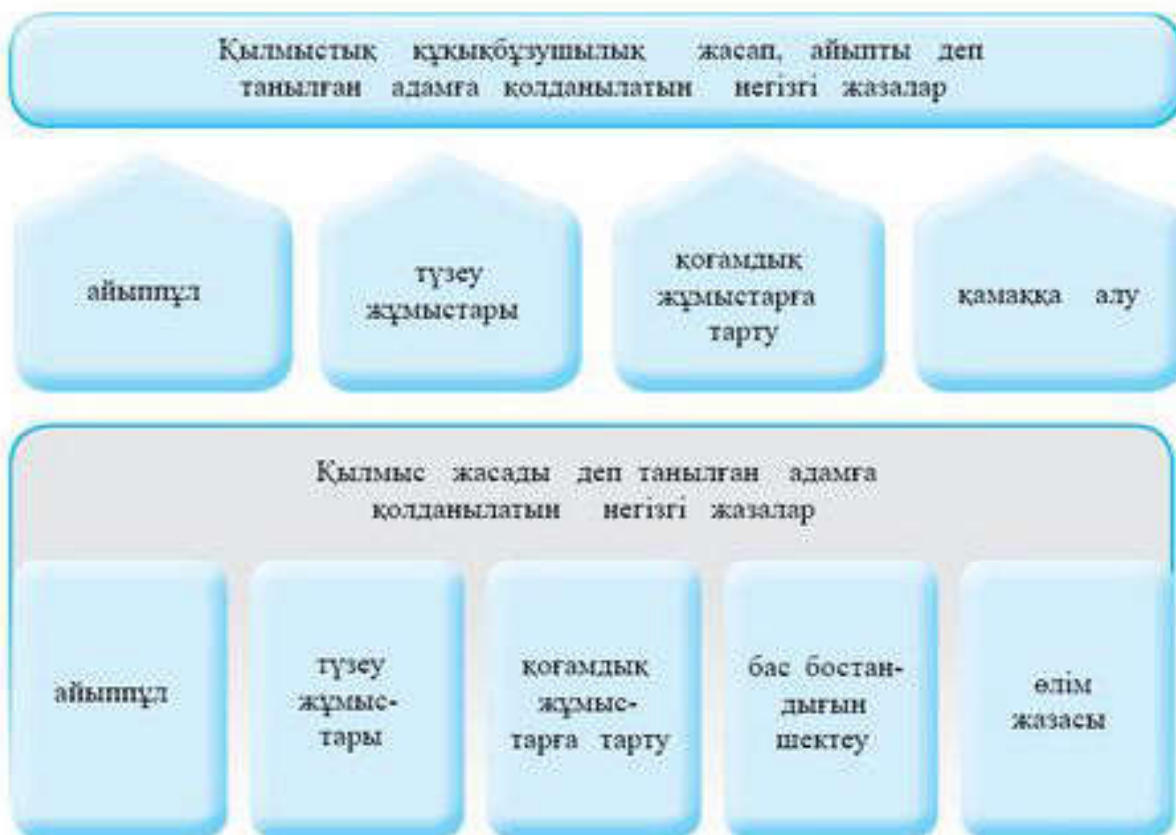 Қылмыстық құқықбұзушылық жасап, айыпты деп
танылған адамға қолданылатын негізгі жазалар
айыппұл
түзеу
жұмыстары
қоғамдық
жұмыстарға
тарту
қамаққа алу
Қылмыс жасады деп танылған адамға
қолданылатын негізгі жазалар
айыппұл
түзеу
жұмыс-
тары
қоғамдық
жұмыс-
тарға тарту
бас бостан-
дығын
шектеу
өлім
жазасы